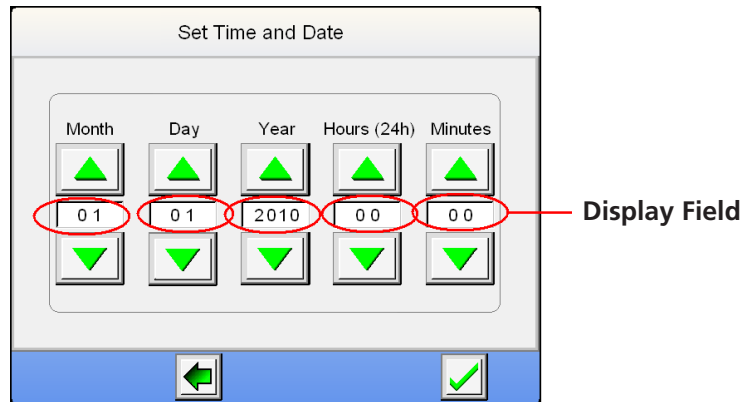 Set Time and Date
Month Day Year Hours (24h) Minutes
01 01 2010 00 00
Display Field